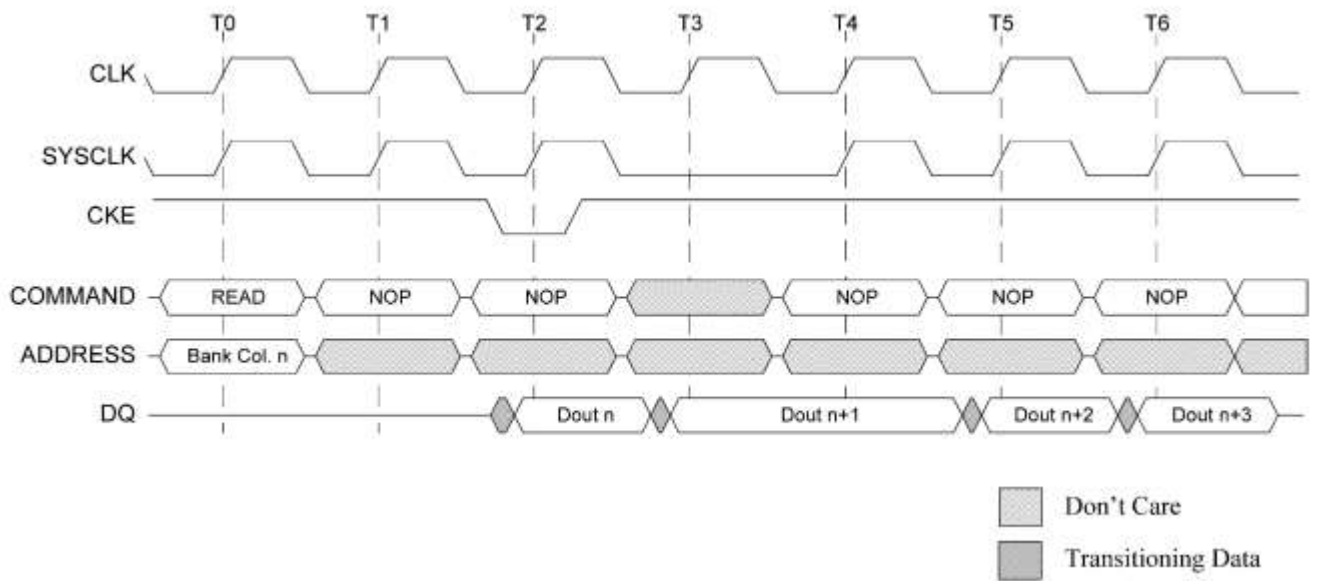 T0 T1 T2 T3 T4 T5 T6
CLK
SYSCLK
CKE
COMMAND READ NOP NOP NOP NOP NOP
ADDRESS Bank Col. n
DQ Dout n Dout n+1 Dout n+2 Dout n+3
Don't Care
Transitioning Data